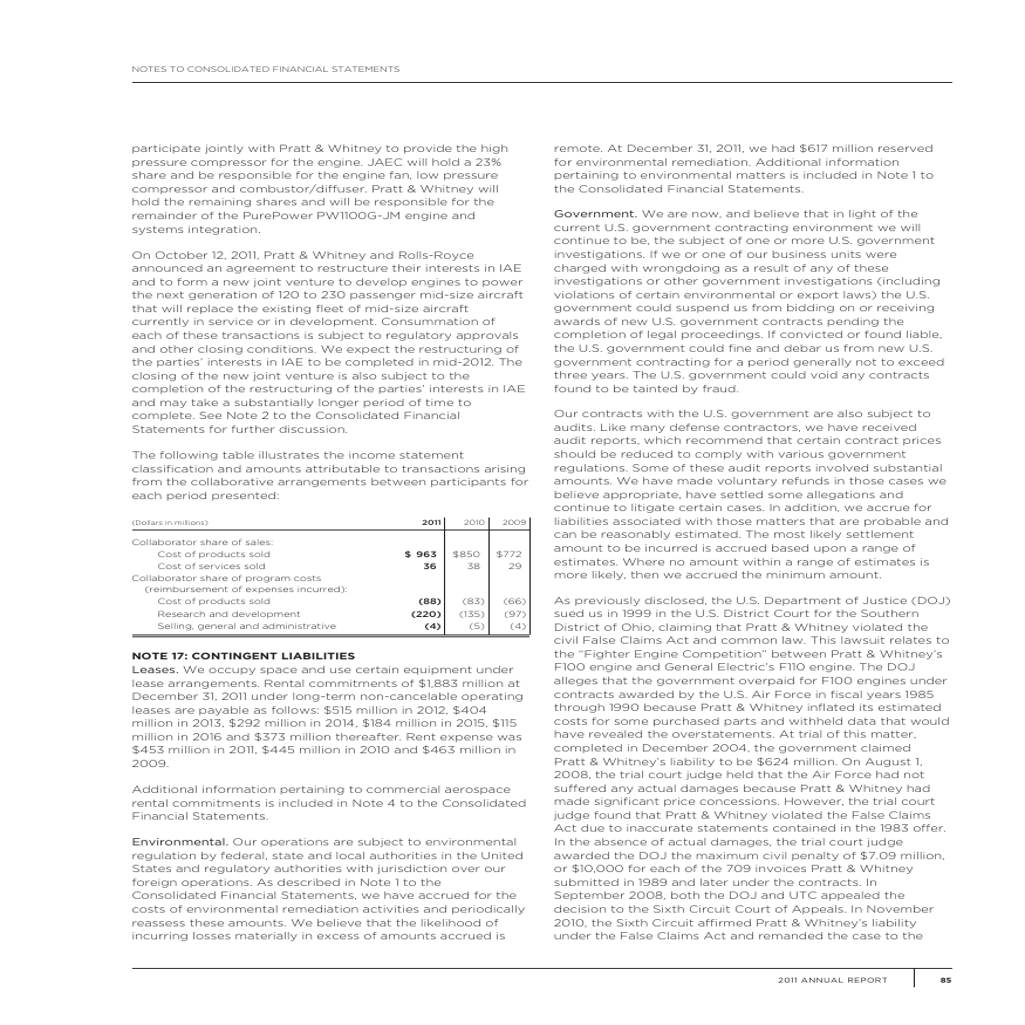 NOTES TO CONSOLIDATED FINANCIAL STATEMENTS
participate jointly with Pratt & Whitney to provide the high
pressure compressor for the engine. JAEC will hold a 23%
share and be responsible for the engine fan, low pressure
compressor and combustor/diffuser. Pratt & Whitney will
hold the remaining shares and will be responsible for the
remainder of the PurePower PW1100G-JM engine and
systems integration.
On October 12, 2011, Pratt & Whitney and Rolls-Royce
announced an agreement to restructure their interests in IAE
and to form a new joint venture to develop engines to power
the next generation of 120 to 230 passenger mid-size aircraft
that will replace the existing fleet of mid-size aircraft
currently in service or in development. Consummation of
each of these transactions is subject to regulatory approvals
and other closing conditions. We expect the restructuring of
the parties' interests in IAE to be completed in mid-2012. The
closing of the new joint venture is also subject to the
completion of the restructuring of the parties' interests in IAE
and may take a substantially longer period of time to
complete. See Note 2 to the Consolidated Financial
Statements for further discussion.
The following table illustrates the income statement
classification and amounts attributable to transactions arising
from the collaborative arrangements between participants for
each period presented:
(Dollars in millions) 2011 2010 2009
Collaborator share of sales:
Cost of products sold $ 963 $850 $772
Cost of services sold 36 38 29
Collaborator share of program costs
(reimbursement of expenses incurred):
Cost of products sold (88) (83) (66)
Research and development (220) (135) (97)
Selling, general and administrative (4) (5) (4)
NOTE 17: CONTINGENT LIABILITIES
Leases. We occupy space and use certain equipment under
lease arrangements. Rental commitments of $1,883 million at
December 31, 2011 under long-term non-cancelable operating
leases are payable as follows: $515 million in 2012, $404
million in 2013, $292 million in 2014, $184 million in 2015, $115
million in 2016 and $373 million thereafter. Rent expense was
$453 million in 2011, $445 million in 2010 and $463 million in
2009.
Additional information pertaining to commercial aerospace
rental commitments is included in Note 4 to the Consolidated
Financial Statements.
Environmental. Our operations are subject to environmental
regulation by federal, state and local authorities in the United
States and regulatory authorities with jurisdiction over our
foreign operations. As described in Note 1 to the
Consolidated Financial Statements, we have accrued for the
costs of environmental remediation activities and periodically
reassess these amounts. We believe that the likelihood of
incurring losses materially in excess of amounts accrued is
remote. At December 31, 2011, we had $617 million reserved
for environmental remediation. Additional information
pertaining to environmental matters is included in Note 1 to
the Consolidated Financial Statements.
Government. We are now, and believe that in light of the
current U.S. government contracting environment we will
continue to be, the subject of one or more U.S. government
investigations. If we or one of our business units were
charged with wrongdoing as a result of any of these
investigations or other government investigations (including
violations of certain environmental or export laws) the U.S.
government could suspend us from bidding on or receiving
awards of new U.S. government contracts pending the
completion of legal proceedings. If convicted or found liable,
the U.S. government could fine and debar us from new U.S.
government contracting for a period generally not to exceed
three years. The U.S. government could void any contracts
found to be tainted by fraud.
Our contracts with the U.S. government are also subject to
audits. Like many defense contractors, we have received
audit reports, which recommend that certain contract prices
should be reduced to comply with various government
regulations. Some of these audit reports involved substantial
amounts. We have made voluntary refunds in those cases we
believe appropriate, have settled some allegations and
continue to litigate certain cases. In addition, we accrue for
liabilities associated with those matters that are probable and
can be reasonably estimated. The most likely settlement
amount to be incurred is accrued based upon a range of
estimates. Where no amount within a range of estimates is
more likely, then we accrued the minimum amount.
As previously disclosed, the U.S. Department of Justice (DOJ)
sued us in 1999 in the U.S. District Court for the Southern
District of Ohio, claiming that Pratt & Whitney violated the
civil False Claims Act and common law. This lawsuit relates to
the “Fighter Engine Competition” between Pratt & Whitney's
F100 engine and General Electric's F110 engine. The DOJ
alleges that the government overpaid for F100 engines under
contracts awarded by the U.S. Air Force in fiscal years 1985
through 1990 because Pratt & Whitney inflated its estimated
costs for some purchased parts and withheld data that would
have revealed the overstatements. At trial of this matter,
completed in December 2004, the government claimed
Pratt & Whitney's liability to be $624 million. On August 1,
2008, the trial court judge held that the Air Force had not
suffered any actual damages because Pratt & Whitney had
made significant price concessions. However, the trial court
judge found that Pratt & Whitney violated the False Claims
Act due to inaccurate statements contained in the 1983 offer.
In the absence of actual damages, the trial court judge
awarded the DOJ the maximum civil penalty of $7.09 million,
or $10,000 for each of the 709 invoices Pratt & Whitney
submitted in 1989 and later under the contracts. In
September 2008, both the DOJ and UTC appealed the
decision to the Sixth Circuit Court of Appeals. In November
2010, the Sixth Circuit affirmed Pratt & Whitney's liability
under the False Claims Act and remanded the case to the
2011 ANNUAL REPORT 85